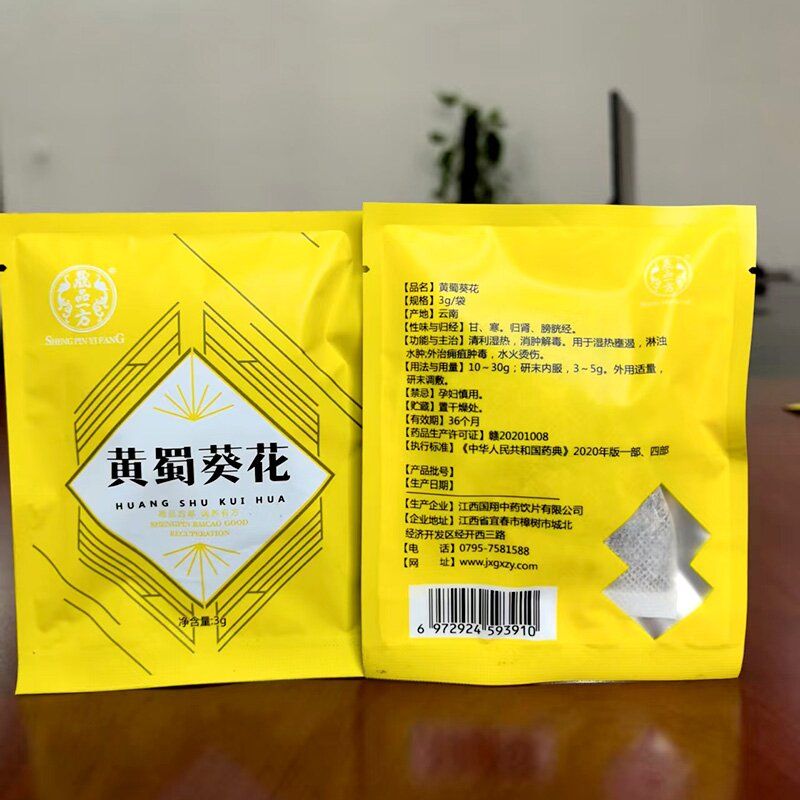 晟品一方
®
SHENG PIN YI FANG
黄蜀葵花
HUANG SHU KUI HUA
SHENGPIN BAICAO GOOD
RECUPERATION
净含量:3g
【品名】黄蜀葵花
【规格】3g/袋
【产地】云南
【性味与归经】甘、寒。归肾、膀胱经。
【功能与主治】清利湿热，消肿解毒。用于湿热壅遏，淋浊
水肿;外治痈疽肿毒，水火烫伤。
【用法与用量】10～30g；研末内服，3～5g。外用适量，
研末调敷。
【禁忌】孕妇慎用。
【贮藏】置干燥处。
【有效期】36个月
【药品生产许可证】赣20201008
【执行标准】《中华人民共和国药典》2020年版一部、四部
【产品批号】
【生产日期】
【生产企业】江西国翔中药饮片有限公司
【企业地址】江西省宜春市樟树市城北
经济开发区经开西三路
【电 话】0795-7581588
【网 址】www.jxgxzy.com
6 972924 593910